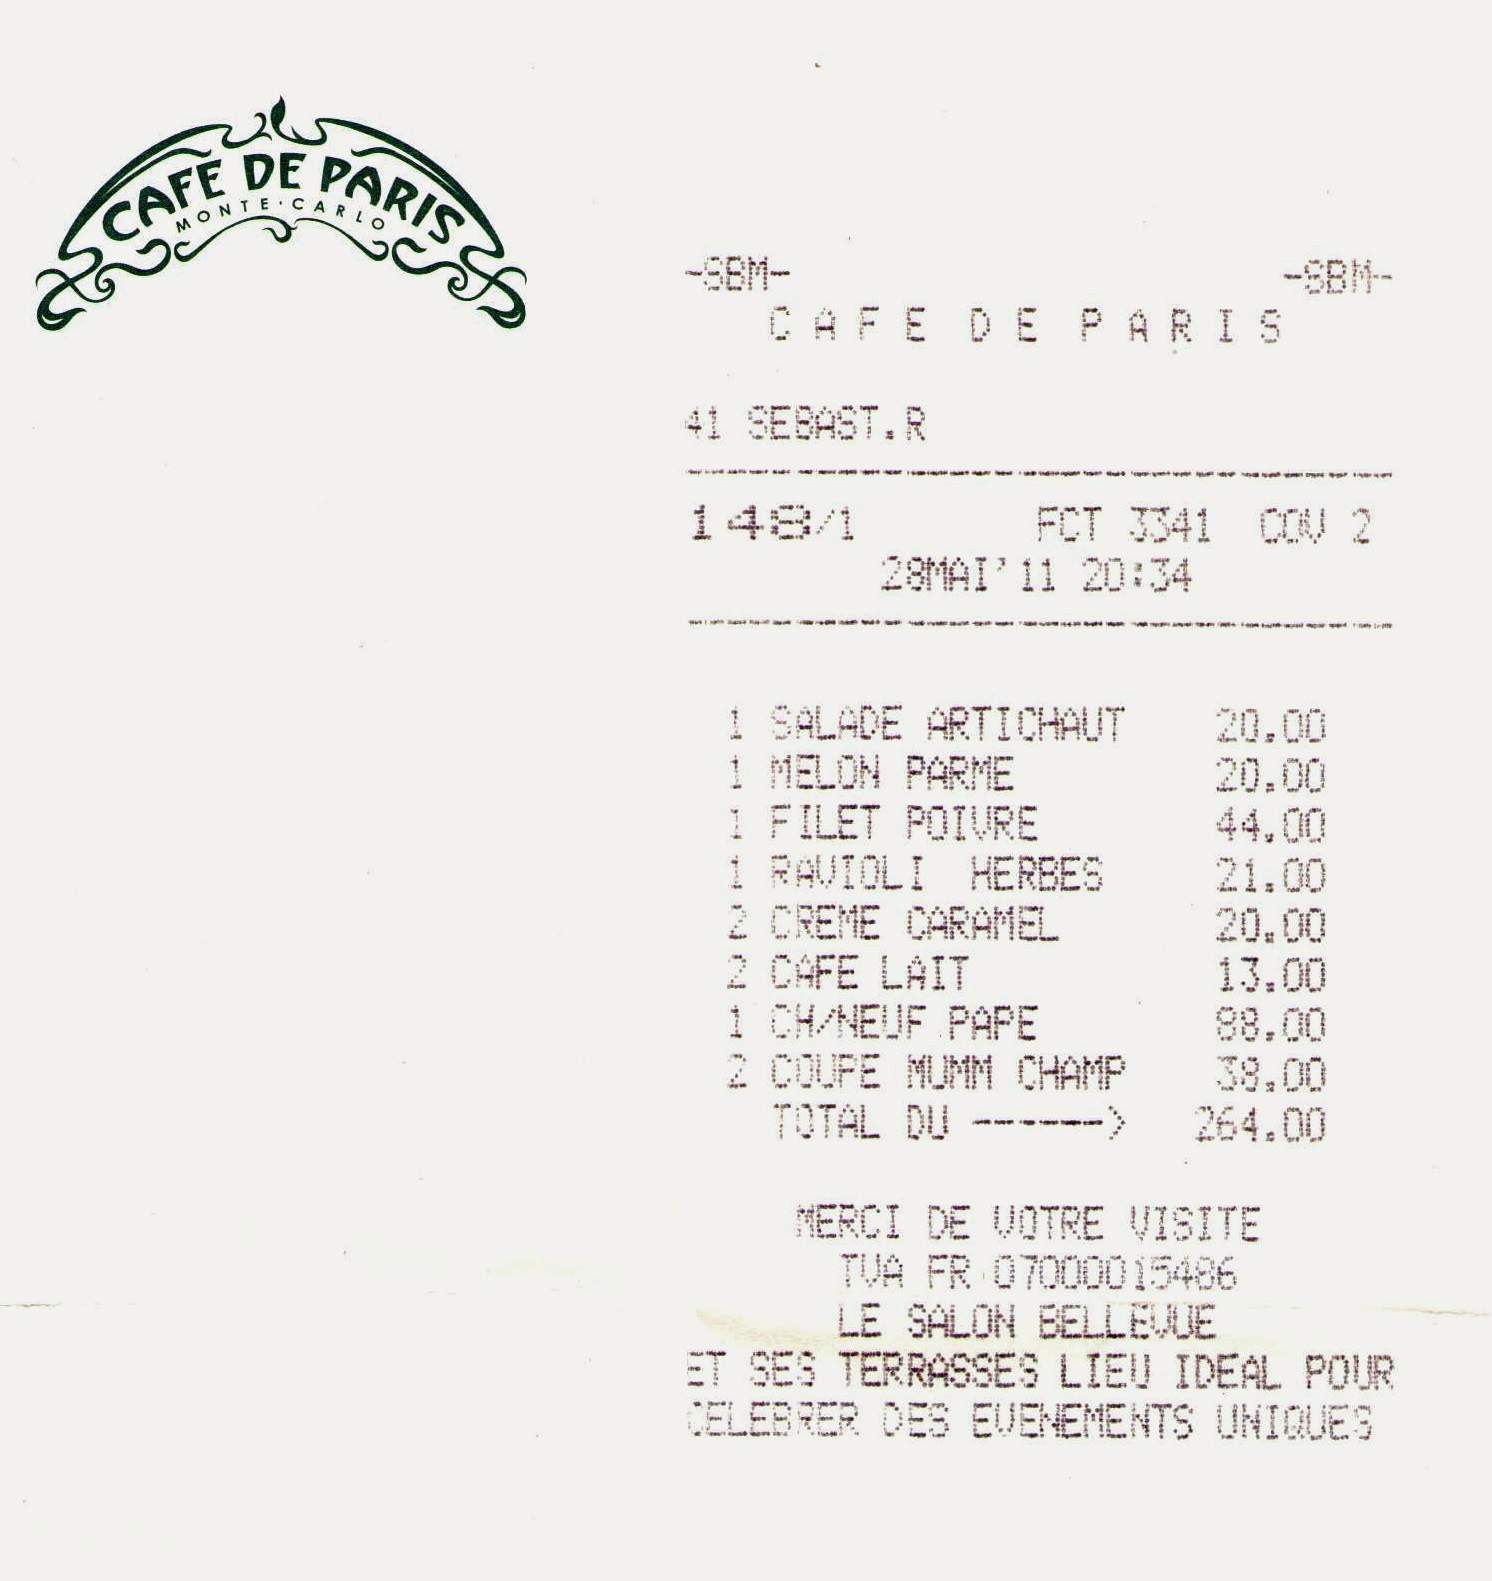 CAFE DE PARIS
MONTE·CARLO
-SBM- -SBM-
CAFE DE PARIS
41 SEBAST.R
--------------------------------
148/1 FCT 3341 COV 2
28MAI'11 20:34
--------------------------------
1 SALADE ARTICHAUT 20.00
1 MELON PARME 20.00
1 FILET POIVRE 44.00
1 RAVIOLI HERBES 21.00
2 CREME CARAMEL 20.00
2 CAFE LAIT 13.00
1 CH/NEUF PAPE 88.00
2 COUPE MUMM CHAMP 38.00
TOTAL DU ------> 264.00
MERCI DE VOTRE VISITE
TVA FR 07000015486
LE SALON BELLEVUE
ET SES TERRASSES LIEU IDEAL POUR
CELEBRER DES EVENEMENTS UNIQUES